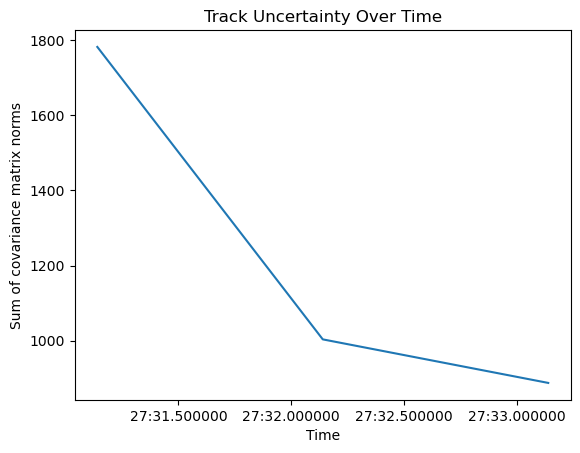 Track Uncertainty Over Time
Sum of covariance matrix norms
1800
1600
1400
1200
1000
27:31.500000 27:32.000000 27:32.500000 27:33.000000
Time